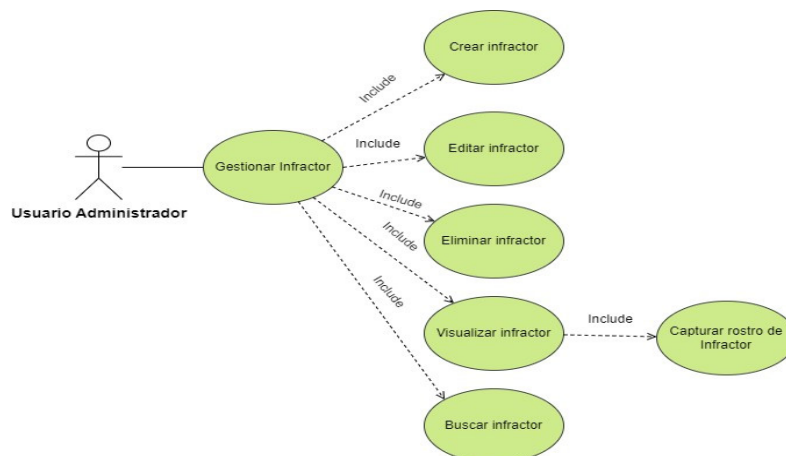 Crear infractor
Include
Include
Editar infractor
Gestionar Infractor
Usuario Administrador
Include
Eliminar infractor
Include
Include
Visualizar infractor
Include
Capturar rostro de
Infractor
Buscar infractor